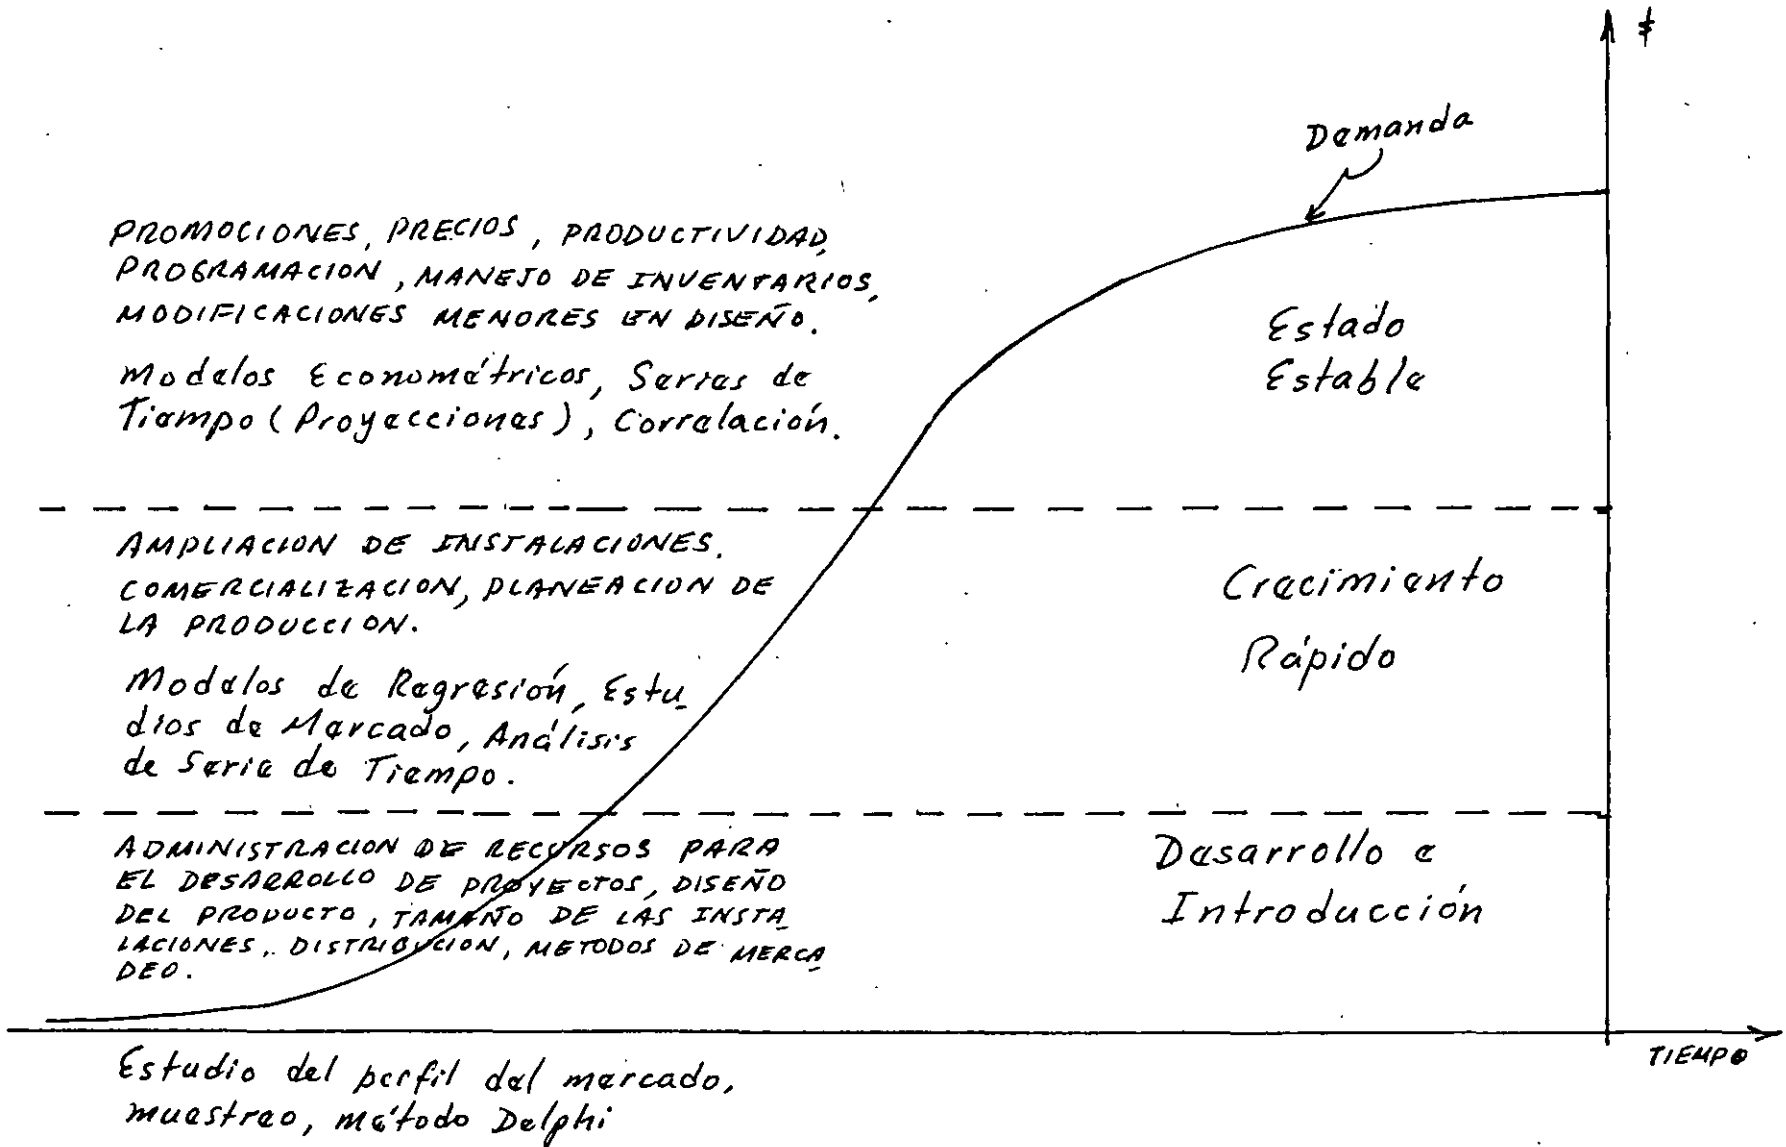 $
Demanda
PROMOCIONES, PRECIOS, PRODUCTIVIDAD,
PROGRAMACION, MANEJO DE INVENTARIOS,
MODIFICACIONES MENORES EN DISEÑO.
Modelos Econométricos, Series de
Tiempo (Proyecciones), Correlación.
Estado
Estable
AMPLIACION DE INSTALACIONES.
COMERCIALIZACION, PLANEACION DE
LA PRODUCCION.
Modelos de Regresión, Estu
dios de Mercado, Análisis
de Serie de Tiempo.
Crecimiento
Rápido
ADMINISTRACION DE RECURSOS PARA
EL DESARROLLO DE PROYECTOS, DISEÑO
DEL PRODUCTO, TAMAÑO DE LAS INSTA
LACIONES, DISTRIBUCION, METODOS DE MERCA
DEO.
Desarrollo e
Introducción
TIEMPO
Estudio del perfil del mercado,
muestreo, método Delphi